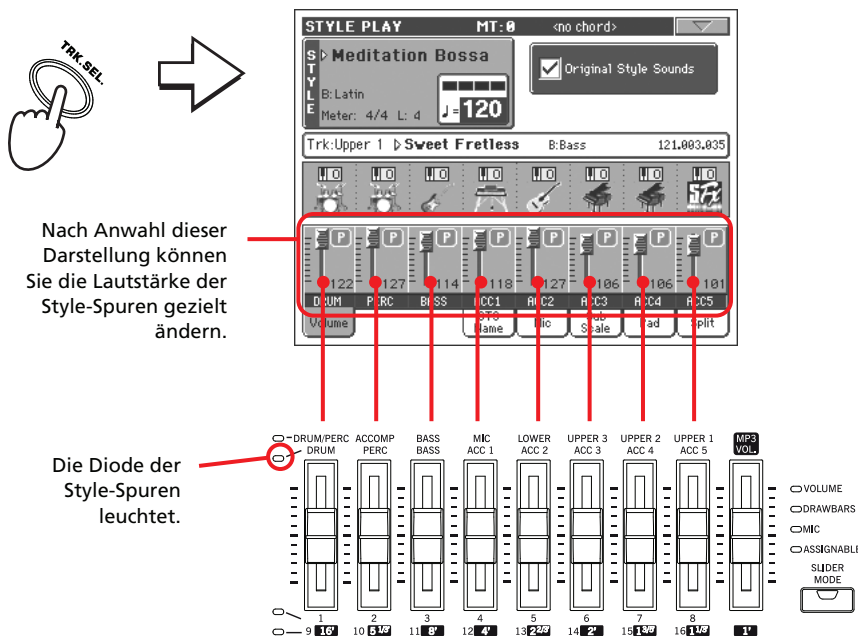 TRK.SEL.
STYLE PLAY MT:0 <no chord>
STYLE
Meditation Bossa
B:Latin
Meter: 4/4 L: 4
♩=120
Original Style Sounds
Trk:Upper 1 Sweet Fretless B:Bass 121.003.035
SFX
Nach Anwahl dieser
Darstellung können
Sie die Lautstärke der
Style-Spuren gezielt
ändern.
P P P P P P P P
122 127 114 118 127 106 106 101
DRUM PERC BASS ACC1 ACC2 ACC3 ACC4 ACC5
Volume STS Name Mic Sub Scale Pad Split
Die Diode der
Style-Spuren
leuchtet.
DRUM/PERC ACCOMP BASS MIC LOWER UPPER 3 UPPER 2 UPPER 1 MP3
DRUM PERC BASS ACC 1 ACC 2 ACC 3 ACC 4 ACC 5 VOL.
VOLUME
DRAWBARS
MIC
ASSIGNABLE
SLIDER
MODE
1 2 3 4 5 6 7 8
9 16' 10 5 1/3' 11 8' 12 4' 13 2 2/3' 14 2' 15 1 3/5' 16 1 1/3' 1'